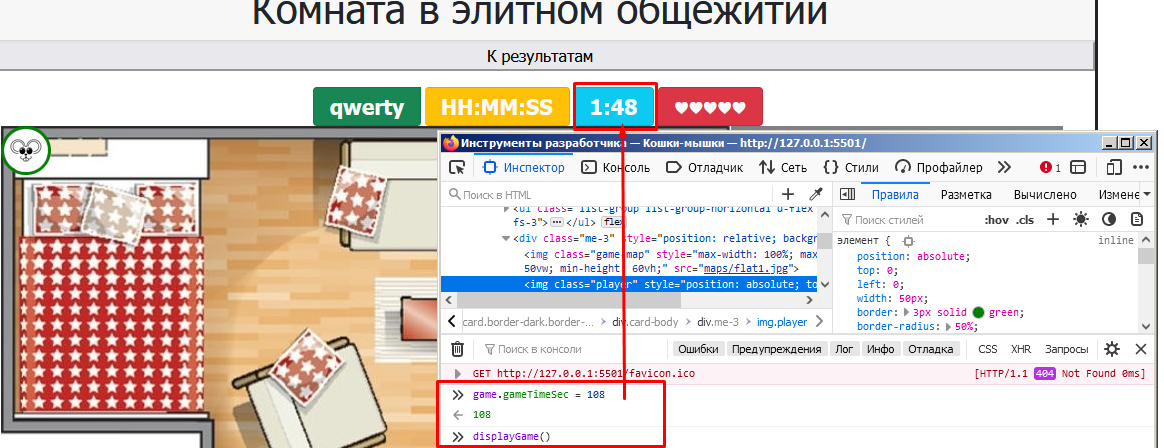 Комната в элитном общежитии
К результатам
qwerty HH:MM:SS 1:48 ♥♥♥♥♥
Инструменты разработчика — Кошки-мышки — http://127.0.0.1:5501/
Инспектор Консоль Отладчик Сеть Стили Профайлер 1
Поиск в HTML
Правила Разметка Вычислено Измене
Поиск стилей :hov .cls
<ul class="list-group list-group-horizontal d-flex
fs-3">…</ul> flex
<div class="me-3" style="position: relative; backgr
<img class="game-map" style="max-width: 100%; max
50vw; min-height: 60vh;" src="maps/flat1.jpg">
<img class="player" style="position: absolute; to
card.border-dark.border-… div.card-body div.me-3 img.player
элемент { inline
position: absolute;
top: 0;
left: 0;
width: 50px;
border: 3px solid green;
border-radius: 50%;
Поиск в консоли Ошибки Предупреждения Лог Инфо Отладка CSS XHR Запросы
GET http://127.0.0.1:5501/favicon.ico [HTTP/1.1 404 Not Found 0ms]
game.gameTimeSec = 108
108
displayGame()